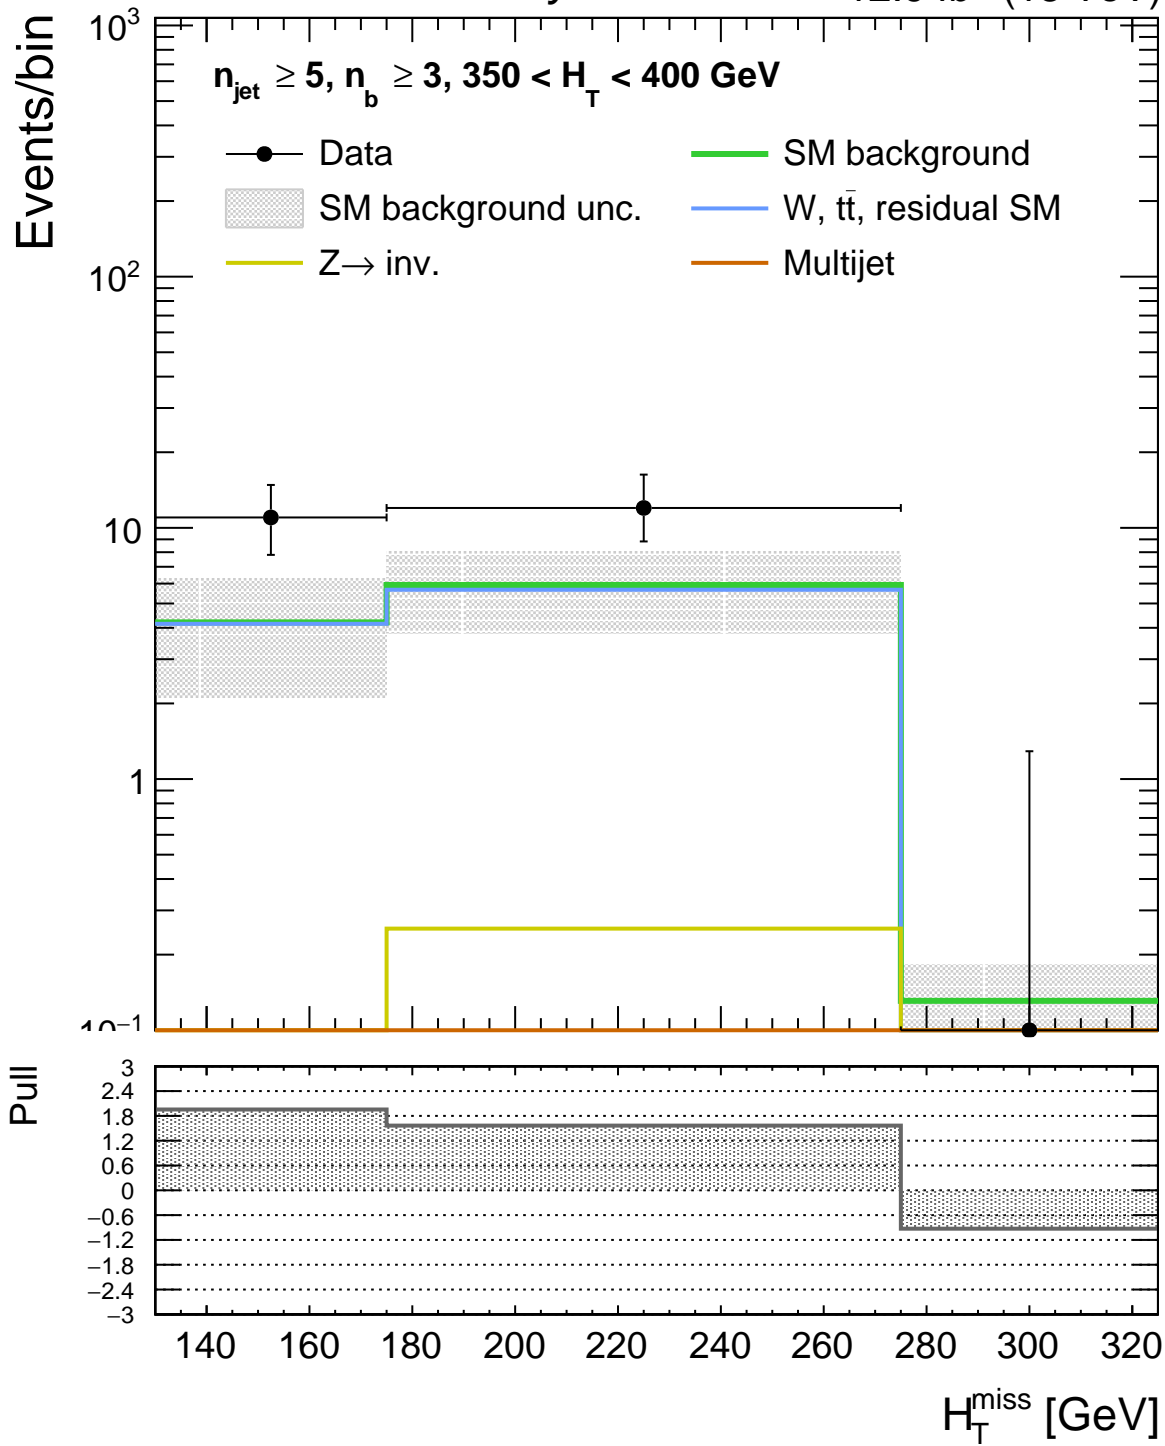 10³
Events/bin
n_jet ≥ 5, n_b ≥ 3, 350 < H_T < 400 GeV
Data
SM background
SM background unc.
W, tt̄, residual SM
Z→ inv.
Multijet
10²
10
1
10⁻¹
Pull
3
2.4
1.8
1.2
0.6
0
−0.6
−1.2
−1.8
−2.4
−3
140 160 180 200 220 240 260 280 300 320
H_T^miss [GeV]